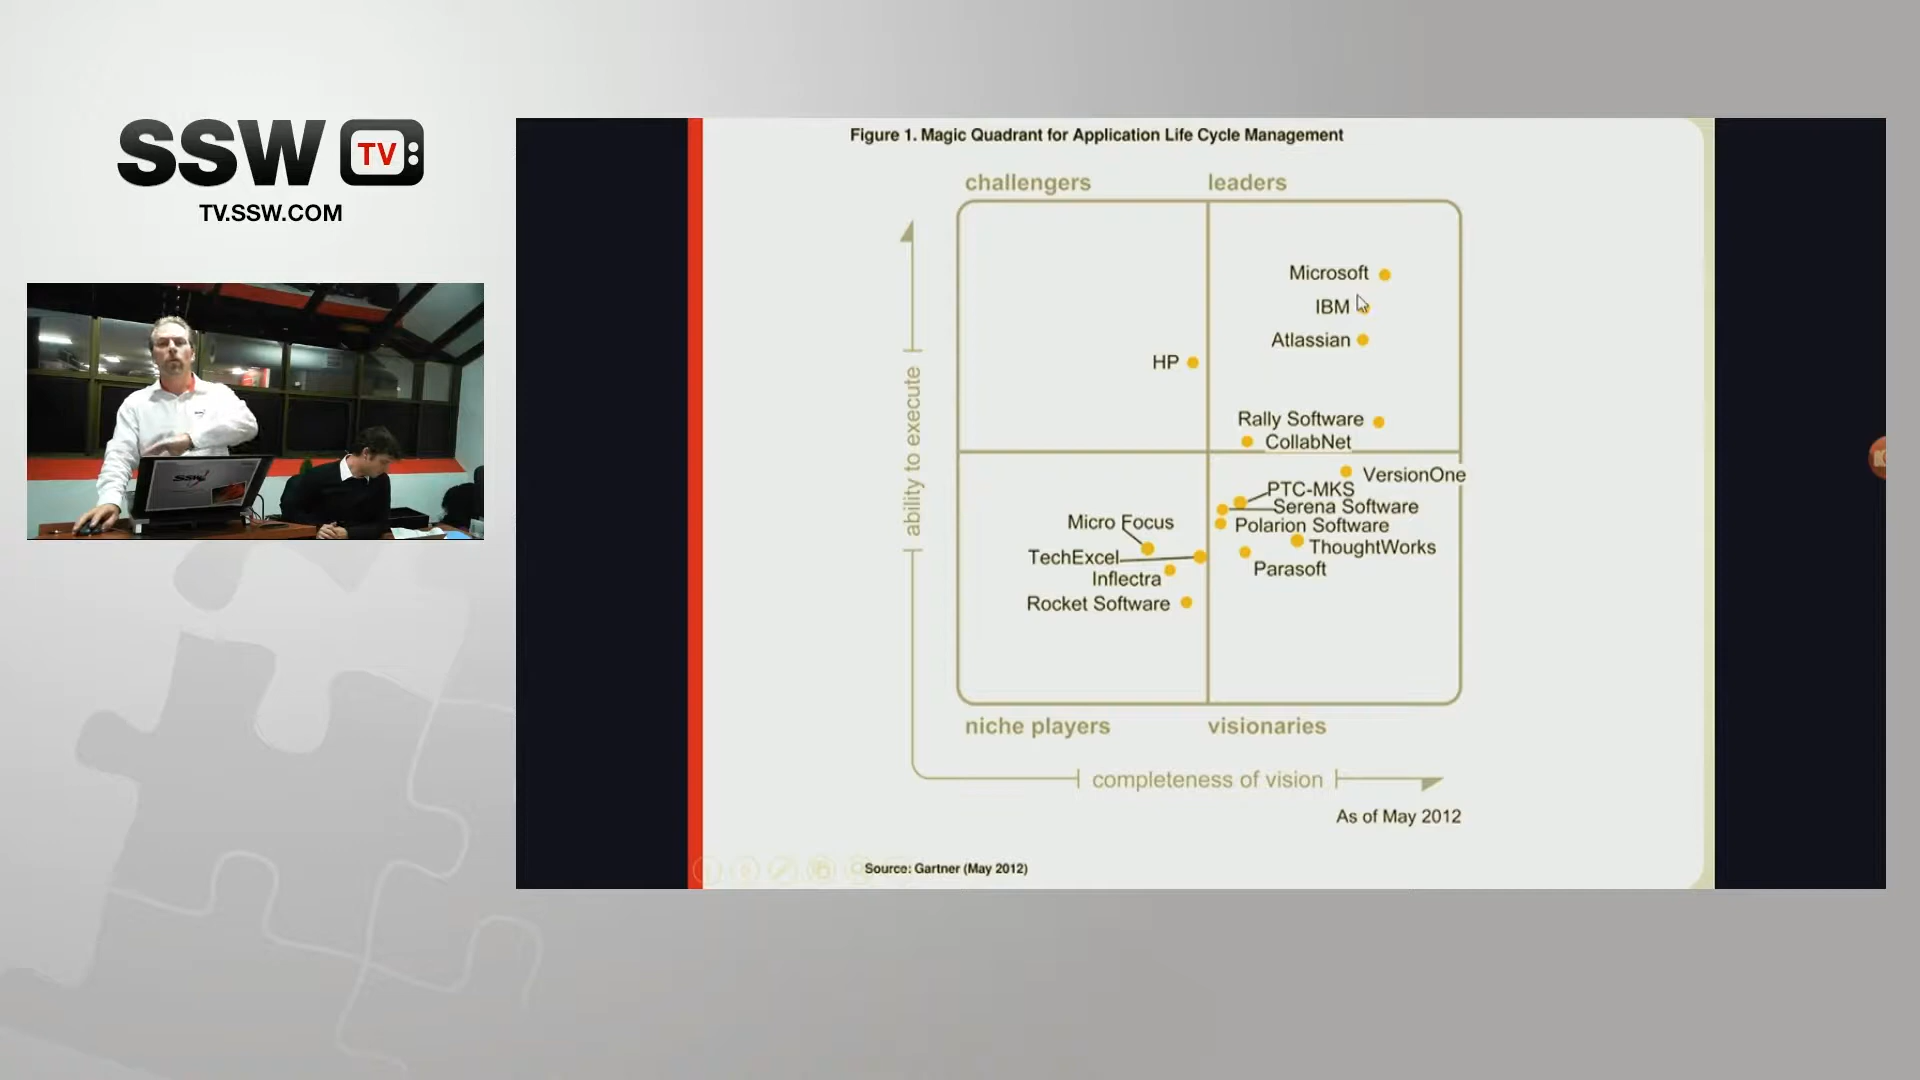 SSW TV
TV.SSW.COM
SSW
Figure 1. Magic Quadrant for Application Life Cycle Management
challengers
leaders
Microsoft
IBM
Atlassian
HP
Rally Software
CollabNet
ability to execute
VersionOne
PTC-MKS
Serena Software
Micro Focus
Polarion Software
TechExcel
ThoughtWorks
Inflectra
Parasoft
Rocket Software
niche players
visionaries
completeness of vision
As of May 2012
Source: Gartner (May 2012)